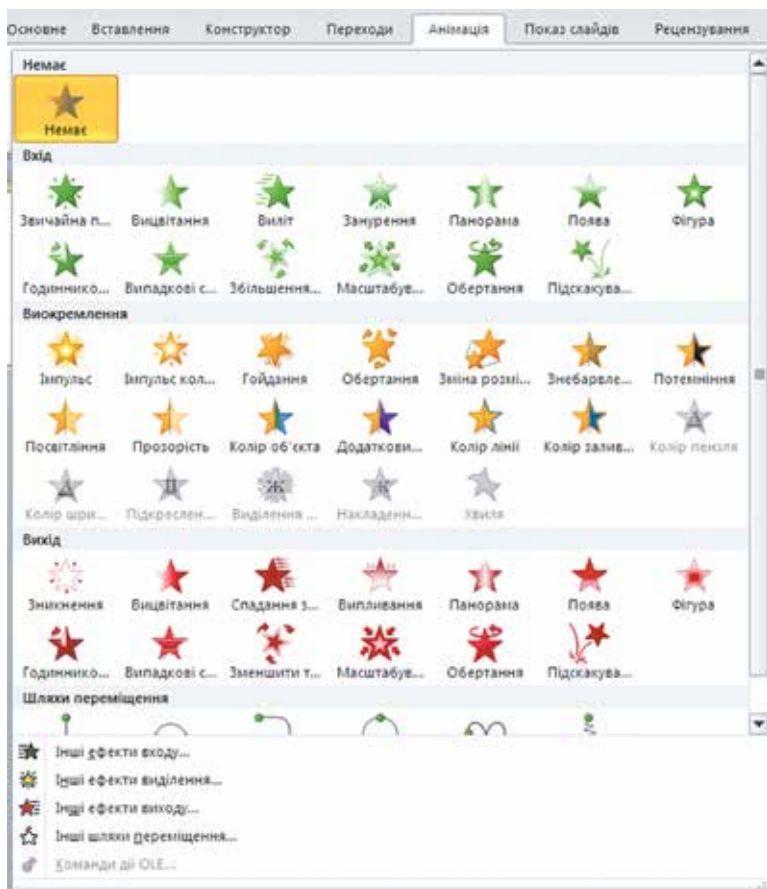 Основне Вставлення Конструктор Переходи Анімація Показ слайдів Рецензування
Немає
Немає
Вхід
Звичайна п... Вицвітання Виліт Занурення Панорама Поява Фігура
Годиннико... Випадкові с... Збільшення... Масштабув... Обертання Підскакува...
Виокремлення
Імпульс Імпульс кол... Гойдання Обертання Зміна розмі... Знебарвле... Потемніння
Посвітління Прозорість Колір об'єкта Додаткови... Колір лінії Колір залив... Колір пензля
Колір шри... Підкреслен... Виділення ... Накладенн... Хвиля
Вихід
Зникнення Вицвітання Спадання з... Випливання Панорама Поява Фігура
Годиннико... Випадкові с... Зменшити т... Масштабув... Обертання Підскакува...
Шляхи переміщення
Інші ефекти входу...
Інші ефекти виділення...
Інші ефекти виходу...
Інші шляхи переміщення...
Команди дії OLE...